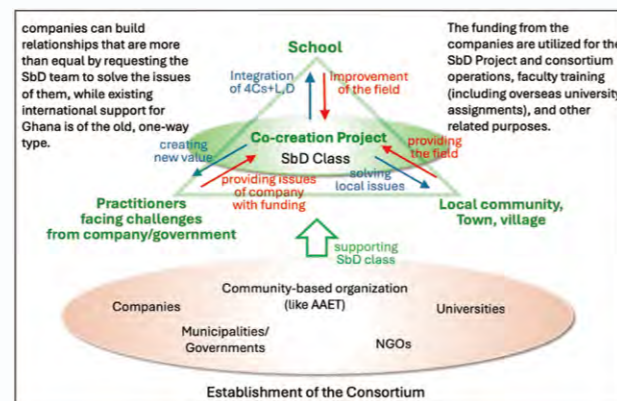 companies can build
relationships that are more
than equal by requesting the
SbD team to solve the issues
of them, while existing
international support for
Ghana is of the old, one-way
type.
The funding from the
companies are utilized for the
SbD Project and consortium
operations, faculty training
(including overseas university
assignments), and other
related purposes.
School
Integration
of 4Cs+L,D
Improvement
of the field
Co-creation Project
SbD Class
creating
new value
providing
the field
providing issues
of company
with funding
solving
local issues
Practitioners
facing challenges
from company/government
Local community,
Town, village
supporting
SbD class
Companies
Community-based organization
(like AAET)
Universities
Municipalities/
Governments
NGOs
Establishment of the Consortium